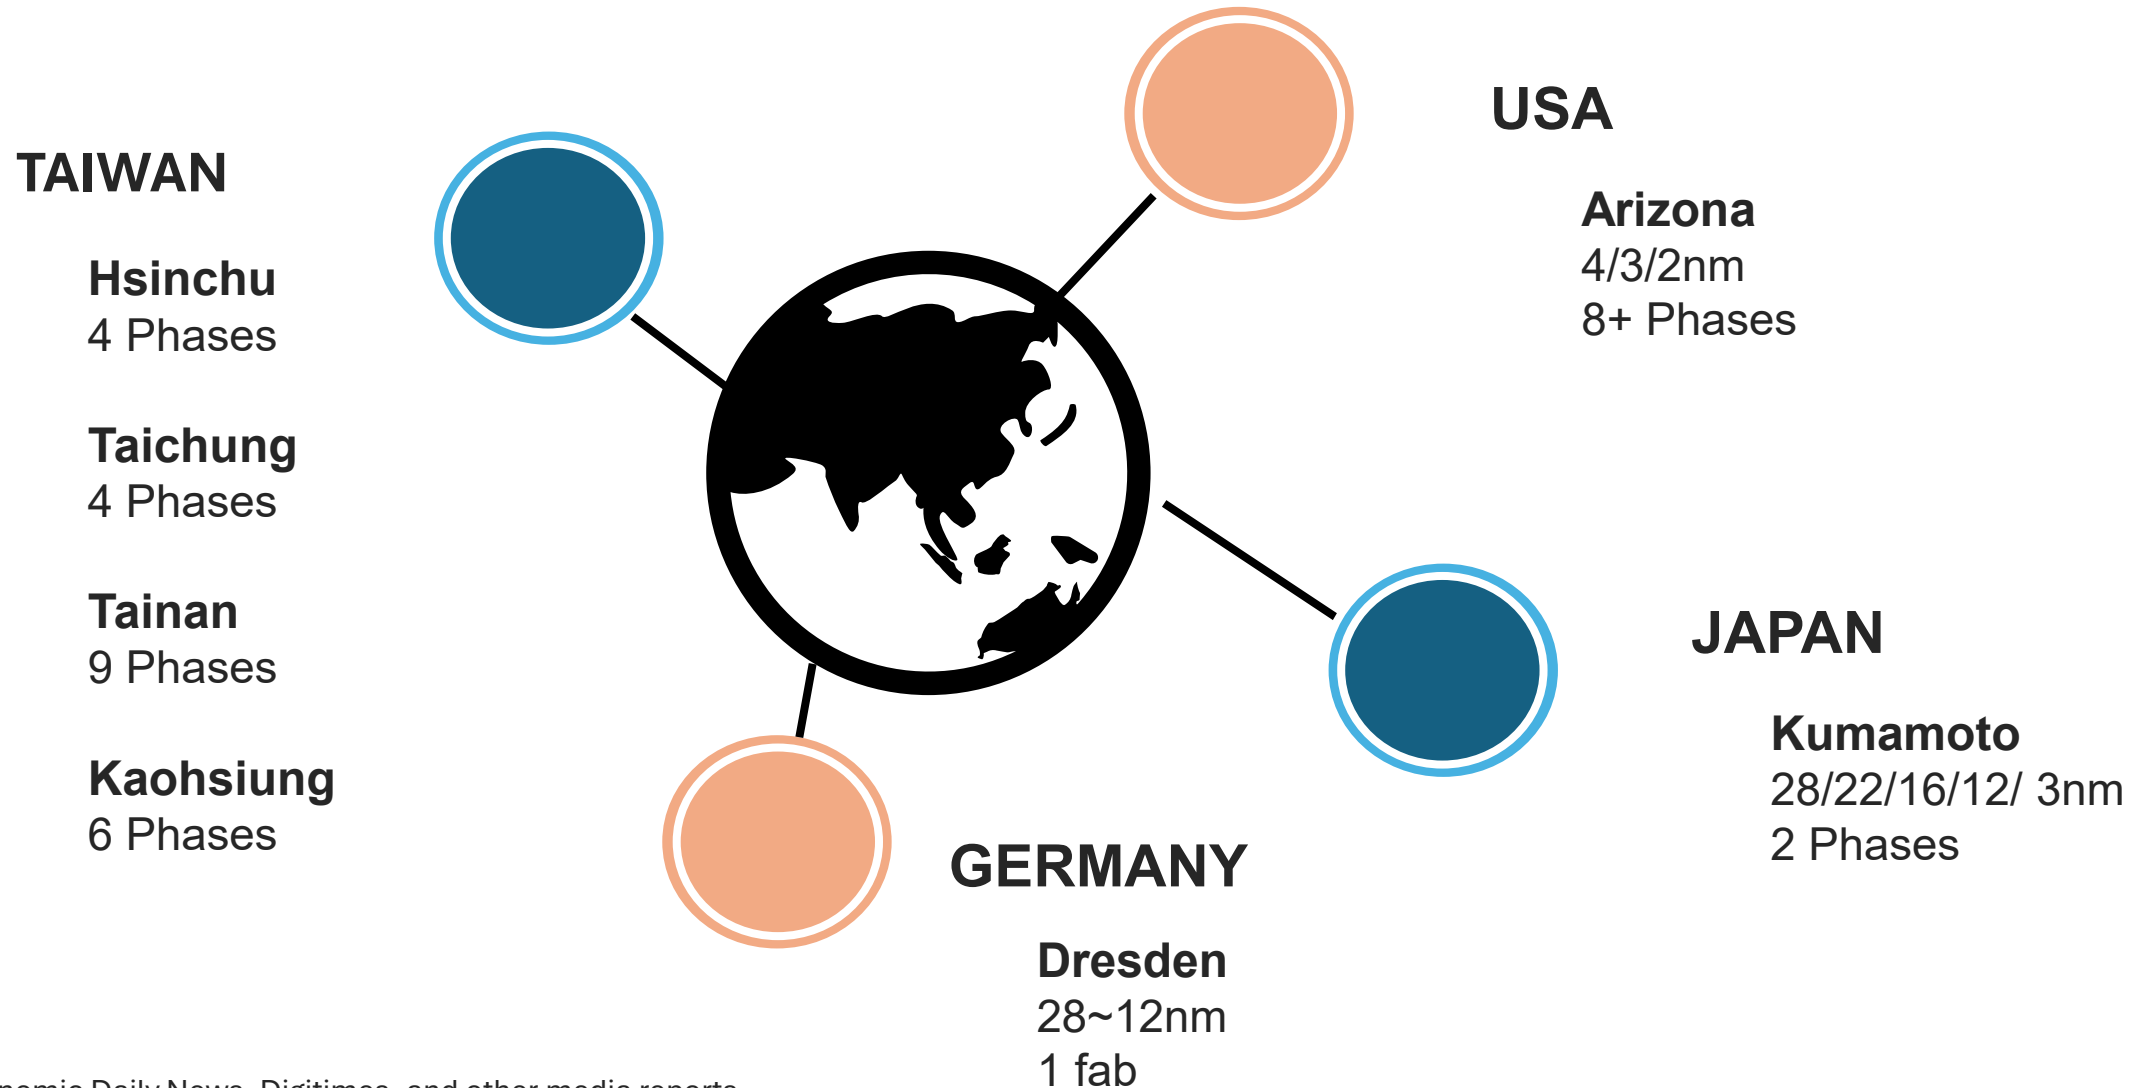 TAIWAN
Hsinchu
4 Phases
Taichung
4 Phases
Tainan
9 Phases
Kaohsiung
6 Phases
USA
Arizona
4/3/2nm
8+ Phases
JAPAN
Kumamoto
28/22/16/12/ 3nm
2 Phases
GERMANY
Dresden
28~12nm
1 fab
Daily News, Digitimes, and other media reports